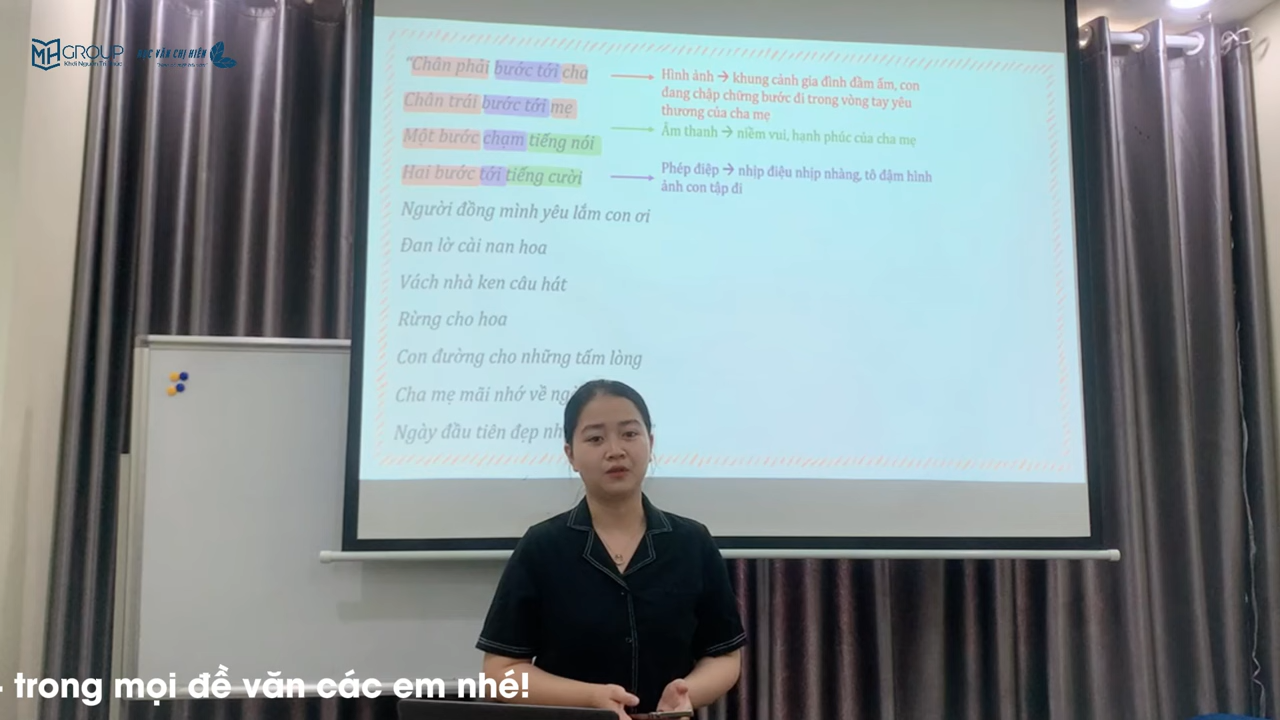 MH GROUP
Khơi Nguồn Tri Thức
HỌC VĂN CHỊ HIÊN
"Chân phải bước tới cha
Chân trái bước tới mẹ
Một bước chạm tiếng nói
Hai bước tới tiếng cười
Người đồng mình yêu lắm con ơi
Đan lờ cài nan hoa
Vách nhà ken câu hát
Rừng cho hoa
Con đường cho những tấm lòng
Cha mẹ mãi nhớ về
Ngày đầu tiên đẹp
Hình ảnh → khung cảnh gia đình đầm ấm, con
đang chập chững bước đi trong vòng tay yêu
thương của cha mẹ
Âm thanh → niềm vui, hạnh phúc của cha mẹ
Phép điệp → nhịp điệu nhịp nhàng, tô đậm hình
ảnh con tập đi
trong mọi đề văn các em nhé!